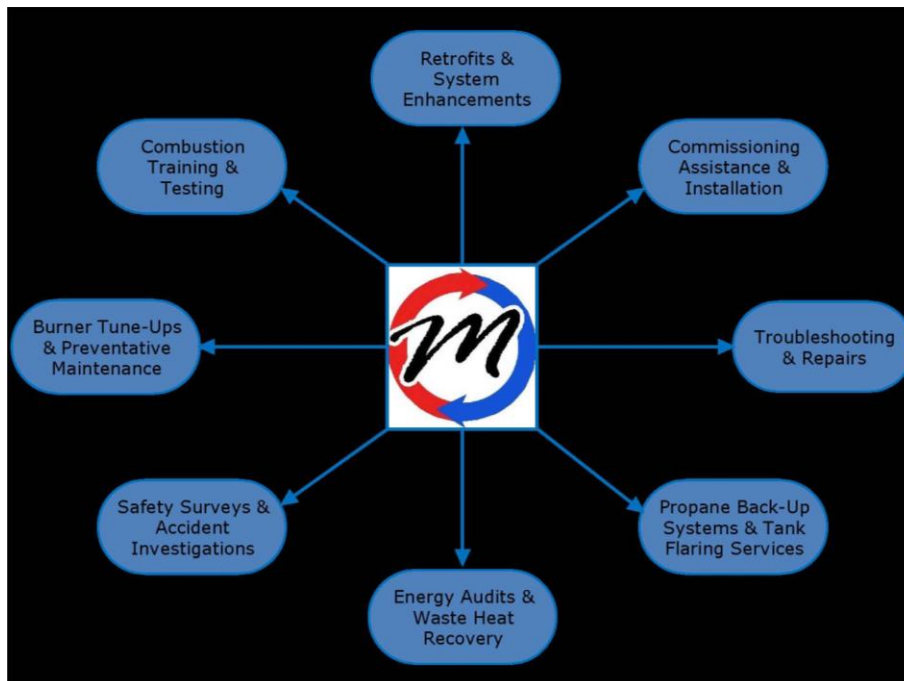 Retrofits &
System
Enhancements
Combustion
Training &
Testing
Commissioning
Assistance &
Installation
m
Burner Tune-Ups
& Preventative
Maintenance
Troubleshooting
& Repairs
Safety Surveys &
Accident
Investigations
Propane Back-Up
Systems & Tank
Flaring Services
Energy Audits &
Waste Heat
Recovery